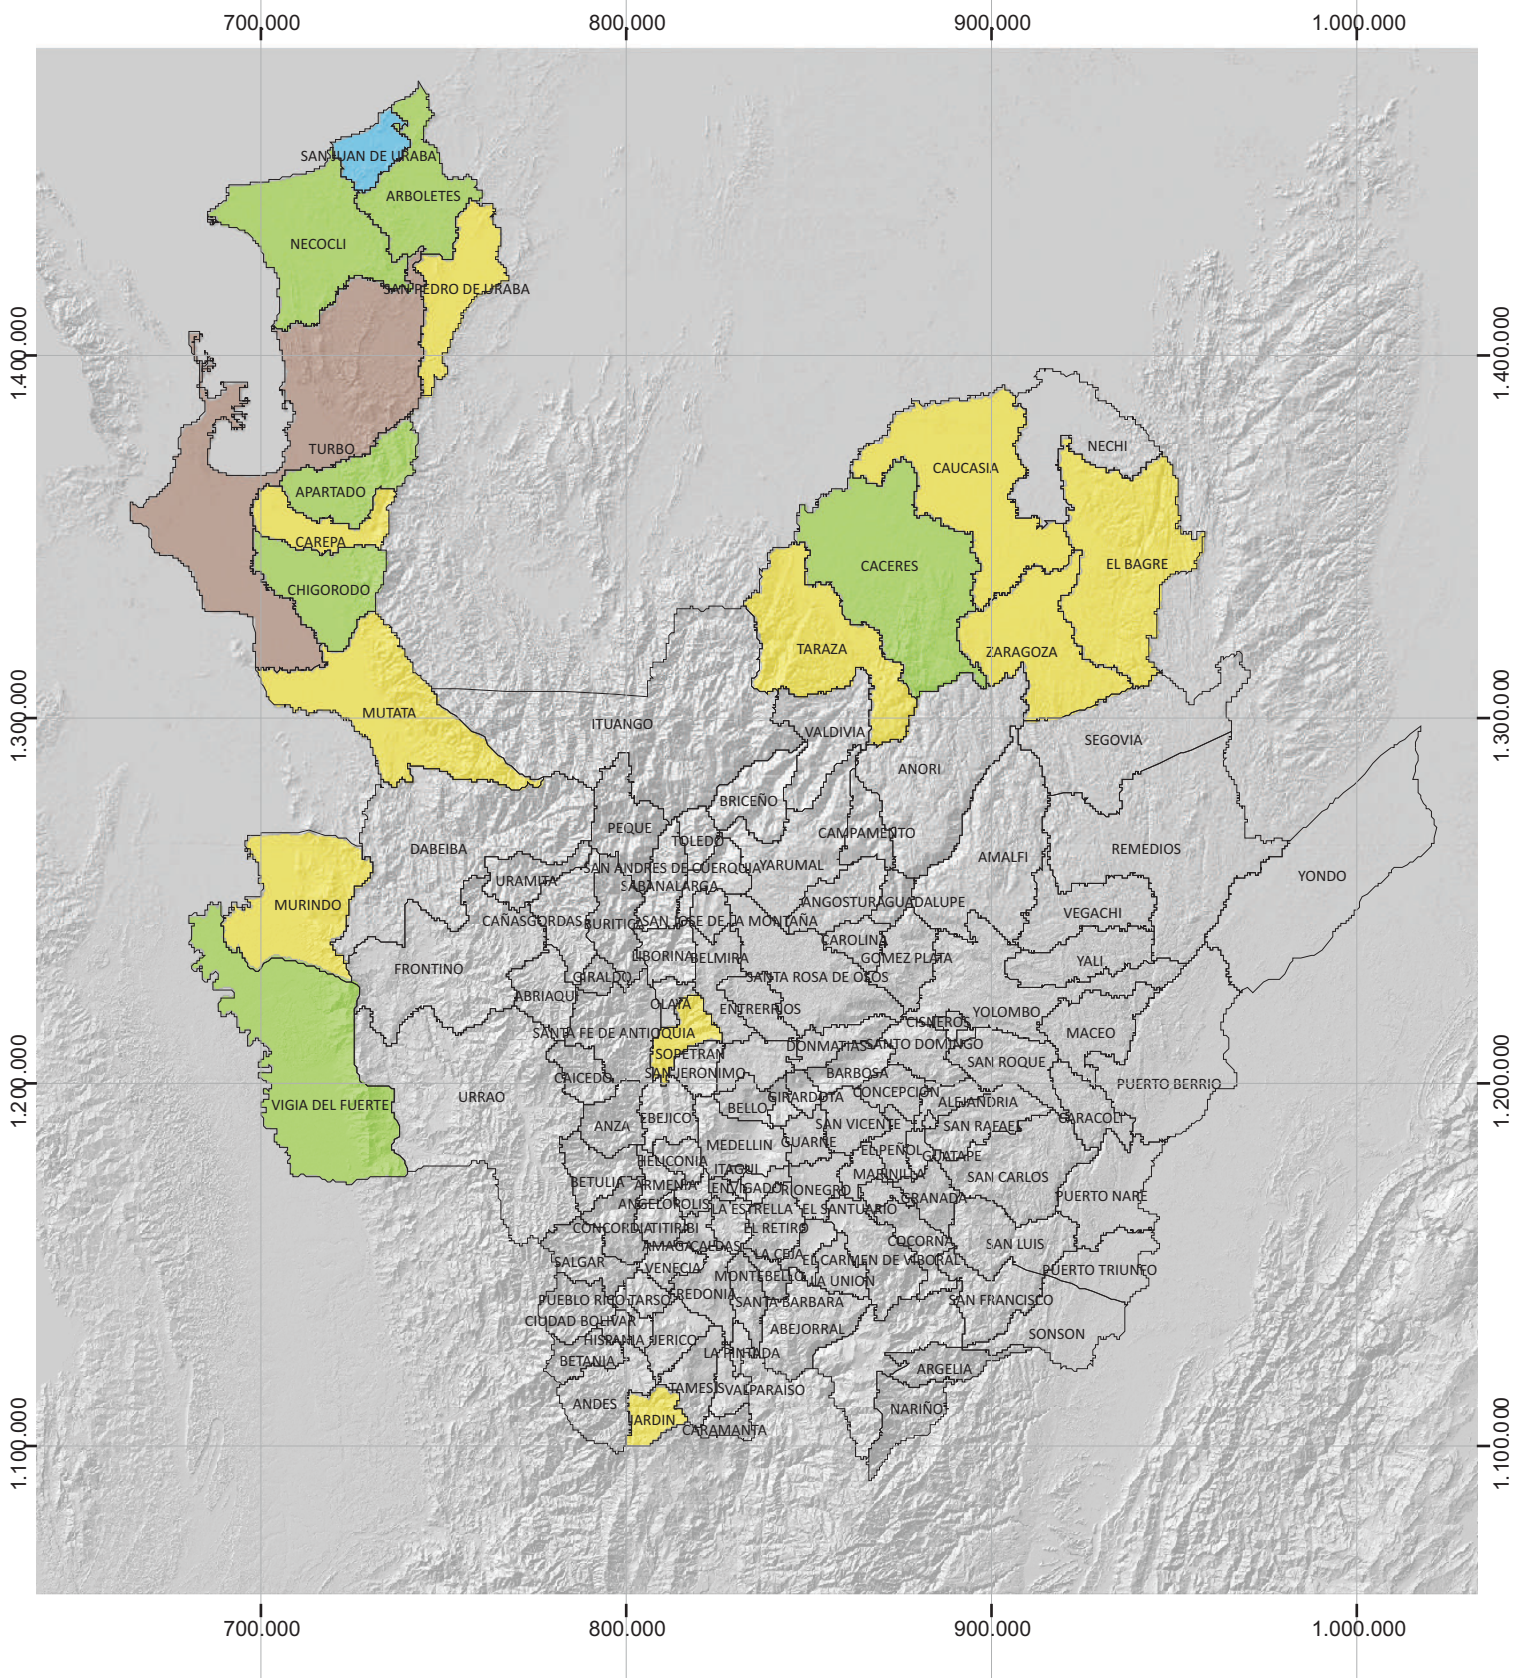 700.000 800.000 900.000 1.000.000
SAN JUAN DE URABA
ARBOLETES
NECOCLI
SAN PEDRO DE URABA
1.400.000 1.400.000
TURBO
NECHI
CAUCASIA
APARTADO
CAREPA
CACERES
EL BAGRE
CHIGORODO
TARAZA
ZARAGOZA
1.300.000 1.300.000
MUTATA
ITUANGO
VALDIVIA
SEGOVIA
ANORI
BRICEÑO
PEQUE
CAMPAMENTO
TOLEDO
DABEIBA
AMALFI
REMEDIOS
SAN ANDRES DE CUERQUIA
YARUMAL
YONDO
URAMITA
SABANALARGA
MURINDO
ANGOSTURA
GUADALUPE
VEGACHI
CAÑASGORDAS
BURITICA
SAN JOSE DE LA MONTAÑA
CAROLINA
LIBORINA
BELMIRA
GOMEZ PLATA
YALI
FRONTINO
GIRALDO
SANTA ROSA DE OSOS
ABRIAQUI
OLAYA
ENTRERRIOS
YOLOMBO
CISNEROS
SANTA FE DE ANTIOQUIA
MACEO
DONMATIAS
SANTO DOMINGO
SOPETRAN
SAN ROQUE
SAN JERONIMO
BARBOSA
CAICEDO
1.200.000 1.200.000
PUERTO BERRIO
CONCEPCION
URRAO
GIRARDOTA
ALEJANDRIA
VIGIA DEL FUERTE
BELLO
EBEJICO
CARACOLI
ANZA
SAN VICENTE
SAN RAFAEL
MEDELLIN
GUARNE
EL PEÑOL
GUATAPE
HELICONIA
ITAGUI
MARINILLA
SAN CARLOS
BETULIA
ARMENIA
ENVIGADO
RIONEGRO
PUERTO NARE
GRANADA
ANGELOPOLIS
LA ESTRELLA
EL SANTUARIO
CONCORDIA
TITIRIBI
EL RETIRO
COCORNA
SAN LUIS
AMAGA
CALDAS
LA CEJA
SALGAR
EL CARMEN DE VIBORAL
VENECIA
PUERTO TRIUNFO
MONTEBELLO
LA UNION
FREDONIA
PUEBLO RICO
TARSO
SANTA BARBARA
SAN FRANCISCO
CIUDAD BOLIVAR
ABEJORRAL
SONSON
HISPANIA
JERICO
LA PINTADA
BETANIA
ARGELIA
TAMESIS
VALPARAISO
ANDES
NARIÑO
JARDIN
CARAMANTA
1.100.000 1.100.000
700.000 800.000 900.000 1.000.000